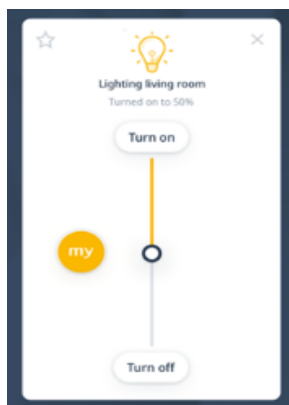 Lighting living room
Turned on to 50%
Turn on
my
Turn off